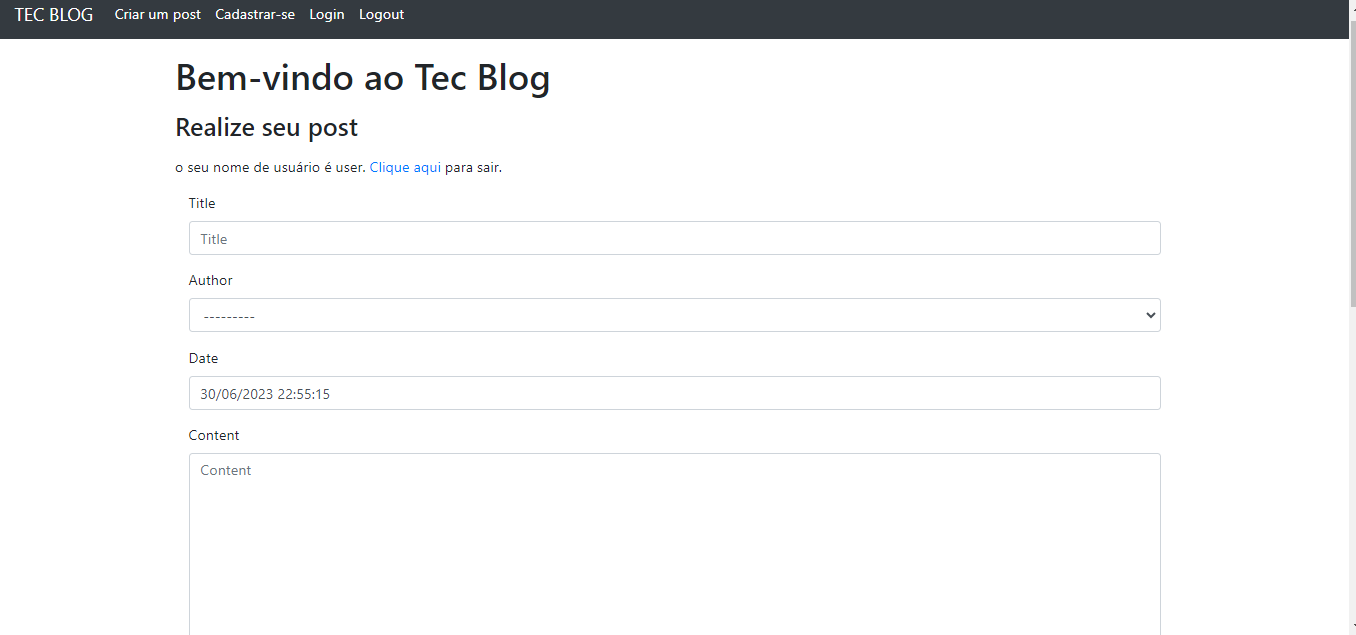 TEC BLOG Criar um post Cadastrar-se Login Logout
Bem-vindo ao Tec Blog
Realize seu post
o seu nome de usuário é user. Clique aqui para sair.
Title
Title
Author
---------
Date
30/06/2023 22:55:15
Content
Content